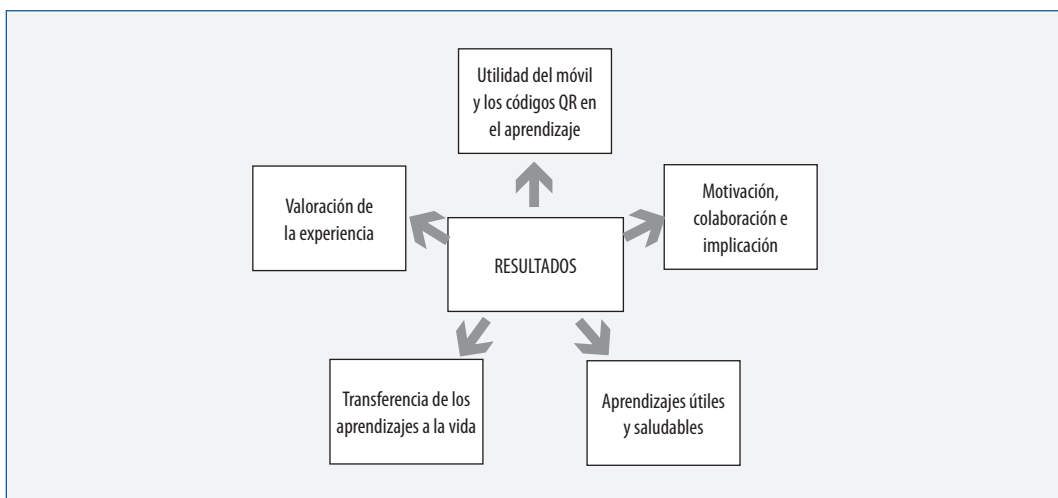 Utilidad del móvil
y los códigos QR en
el aprendizaje
Valoración de
la experiencia
Motivación,
colaboración e
implicación
RESULTADOS
Transferencia de los
aprendizajes a la vida
Aprendizajes útiles
y saludables